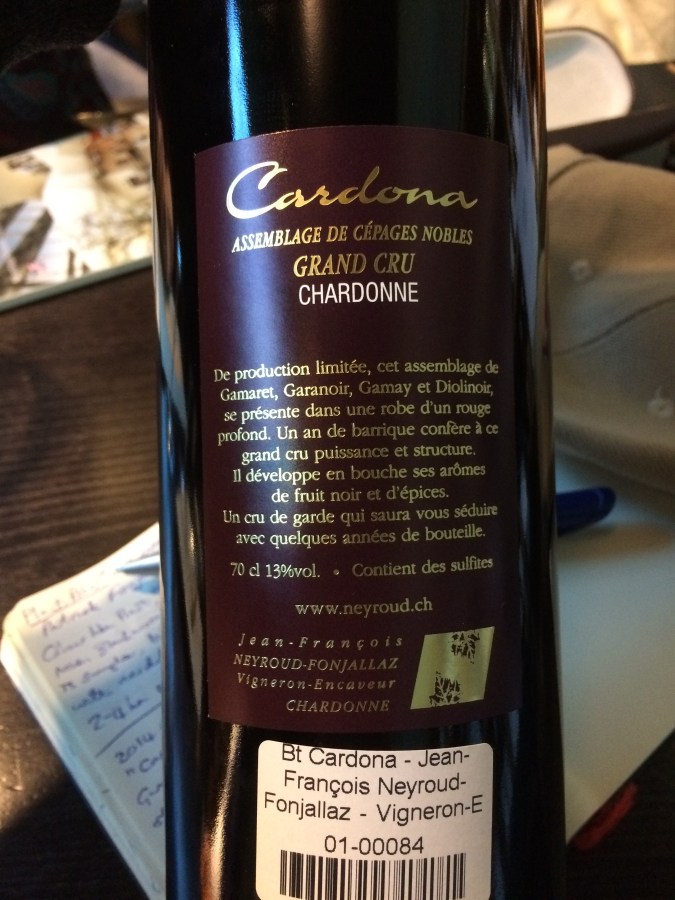 Cardona
ASSEMBLAGE DE CÉPAGES NOBLES
GRAND CRU
CHARDONNE
De production limitée, cet assemblage de
Gamaret, Garanoir, Gamay et Diolinoir,
se présente dans une robe d'un rouge
profond. Un an de barrique confère à ce
grand cru puissance et structure.
Il développe en bouche ses arômes
de fruit noir et d'épices.
Un cru de garde qui saura vous séduire
avec quelques années de bouteille.
70 cl 13%vol. • Contient des sulfites
www.neyroud.ch
Jean-François
NEYROUD-FONJALLAZ
Vigneron-Encaveur
CHARDONNE
Bt Cardona - Jean-
François Neyroud-
Fonjallaz - Vigneron-E
01-00084
2014